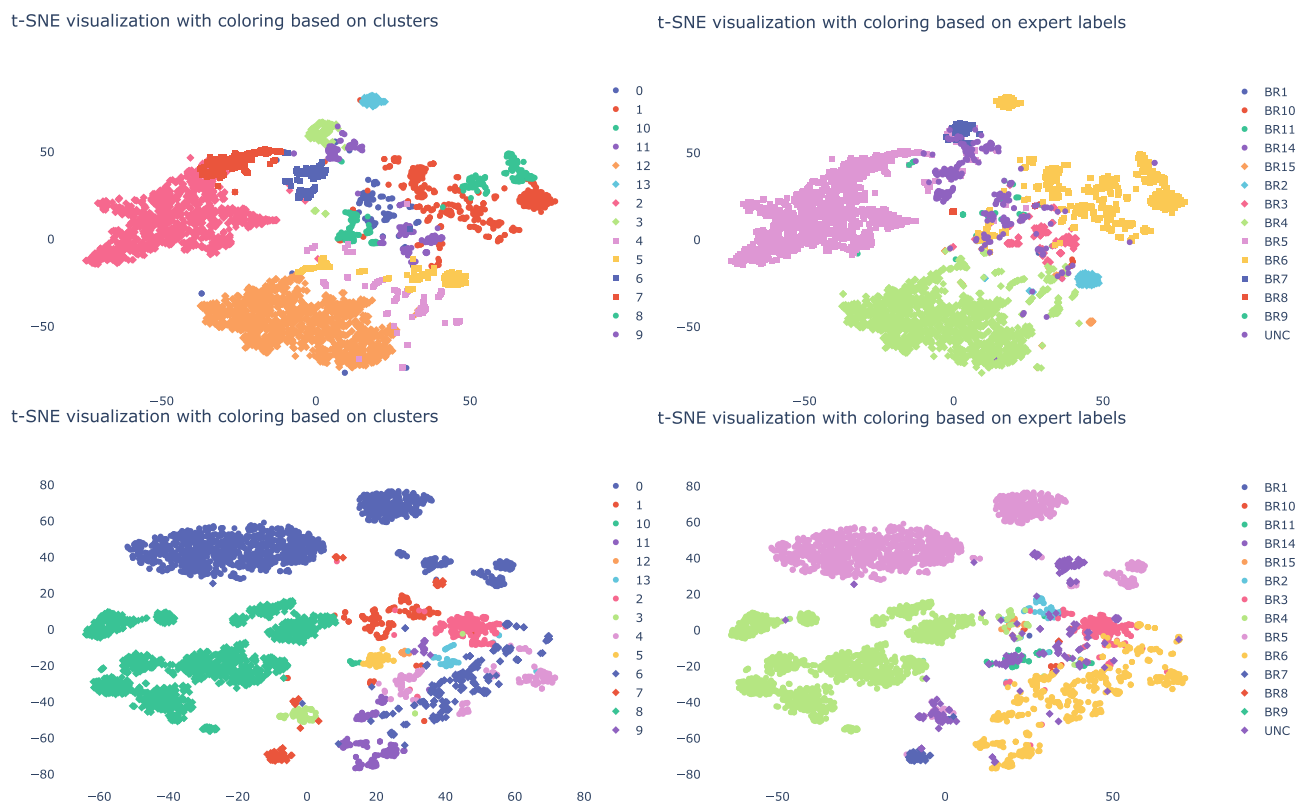 t-SNE visualization with coloring based on clusters
50
0
−50
−50
0
50
0
1
10
11
12
13
2
3
4
5
6
7
8
9
t-SNE visualization with coloring based on expert labels
50
0
−50
−50
0
50
BR1
BR10
BR11
BR14
BR15
BR2
BR3
BR4
BR5
BR6
BR7
BR8
BR9
UNC
t-SNE visualization with coloring based on clusters
80
60
40
20
0
−20
−40
−60
−80
−60
−40
−20
0
20
40
60
80
0
1
10
11
12
13
2
3
4
5
6
7
8
9
t-SNE visualization with coloring based on expert labels
80
60
40
20
0
−20
−40
−60
−80
−50
0
50
BR1
BR10
BR11
BR14
BR15
BR2
BR3
BR4
BR5
BR6
BR7
BR8
BR9
UNC